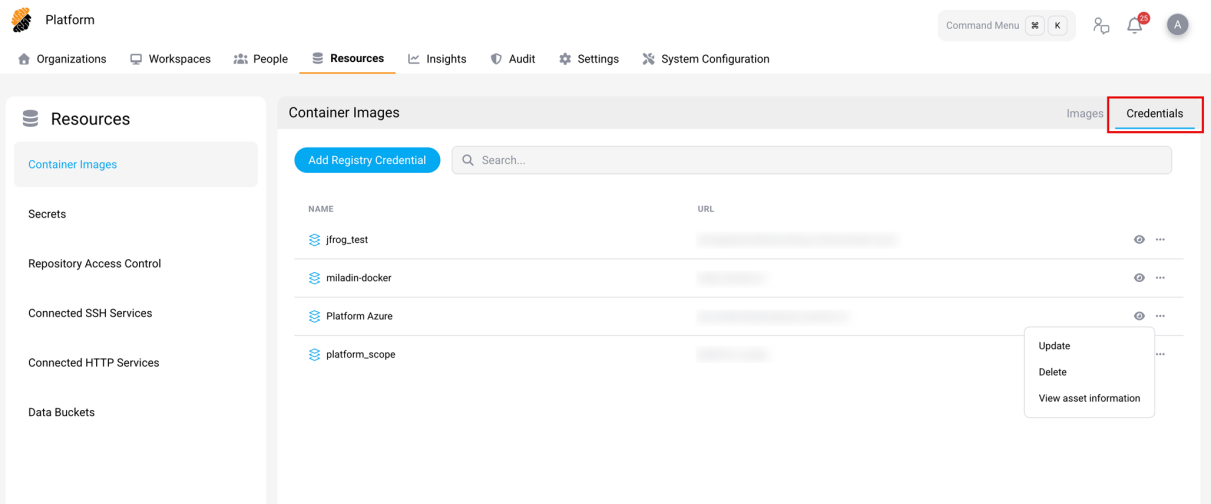 Platform
Command Menu ⌘ K
25
A
Organizations Workspaces People Resources Insights Audit Settings System Configuration
Resources
Container Images
Secrets
Repository Access Control
Connected SSH Services
Connected HTTP Services
Data Buckets
Container Images
Images Credentials
Add Registry Credential Search...
NAME URL
jfrog_test
miladin-docker
Platform Azure
platform_scope
Update
Delete
View asset information